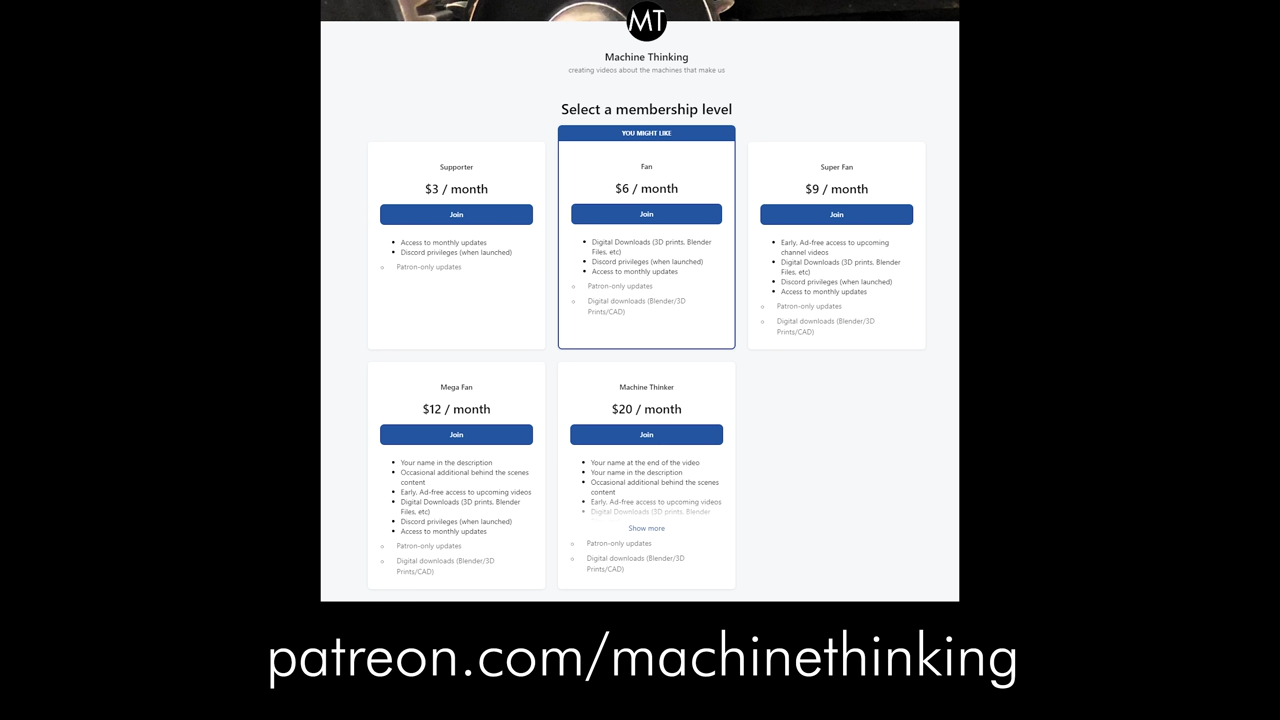 MT
Machine Thinking
creating videos about the machines that make us
Select a membership level
Supporter
$3 / month
Join
Access to monthly updates
Discord privileges (when launched)
Patron-only updates
YOU MIGHT LIKE
Fan
$6 / month
Join
Digital Downloads (3D prints, Blender
Files, etc)
Discord privileges (when launched)
Access to monthly updates
Patron-only updates
Digital downloads (Blender/3D
Prints/CAD)
Super Fan
$9 / month
Join
Early, Ad-free access to upcoming
channel videos
Digital Downloads (3D prints, Blender
Files, etc)
Discord privileges (when launched)
Access to monthly updates
Patron-only updates
Digital downloads (Blender/3D
Prints/CAD)
Mega Fan
$12 / month
Join
Your name in the description
Occasional additional behind the scenes
content
Early, Ad-free access to upcoming videos
Digital Downloads (3D prints, Blender
Files, etc)
Discord privileges (when launched)
Access to monthly updates
Patron-only updates
Digital downloads (Blender/3D
Prints/CAD)
Machine Thinker
$20 / month
Join
Your name at the end of the video
Your name in the description
Occasional additional behind the scenes
content
Early, Ad-free access to upcoming videos
Digital Downloads (3D prints, Blender
Show more
Patron-only updates
Digital downloads (Blender/3D
Prints/CAD)
patreon.com/machinethinking